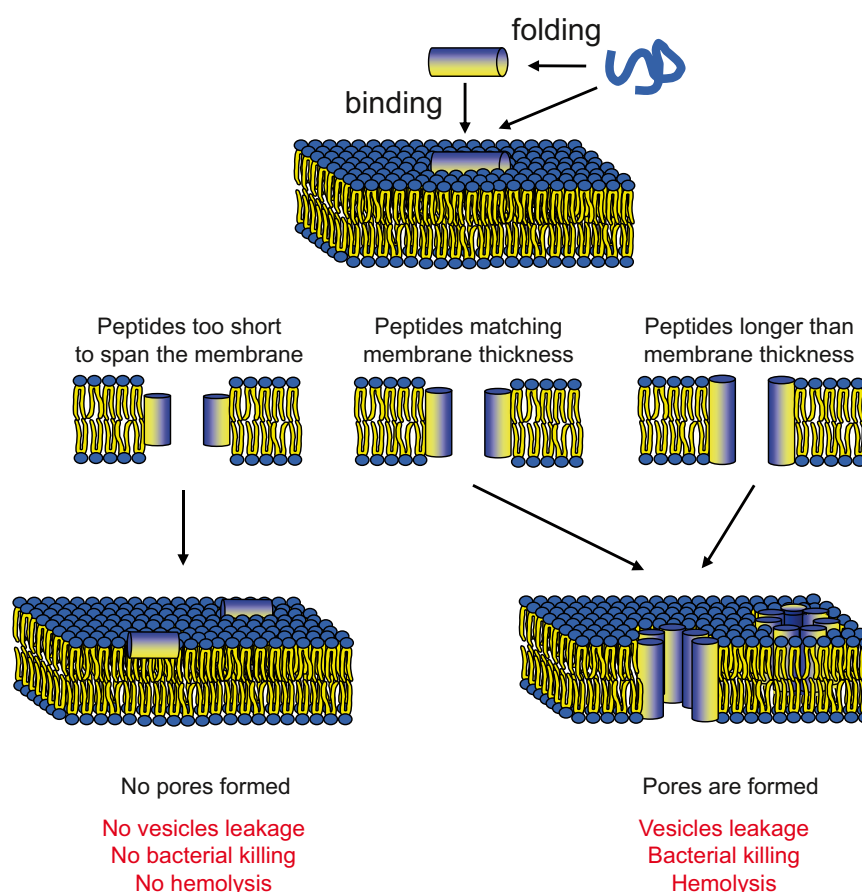 folding
binding
Peptides too short
to span the membrane
Peptides matching
membrane thickness
Peptides longer than
membrane thickness
No pores formed
No vesicles leakage
No bacterial killing
No hemolysis
Pores are formed
Vesicles leakage
Bacterial killing
Hemolysis